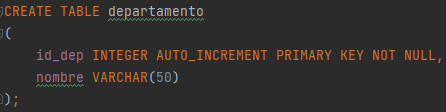 CREATE TABLE departamento
(
id_dep INTEGER AUTO_INCREMENT PRIMARY KEY NOT NULL,
nombre VARCHAR(50)
);